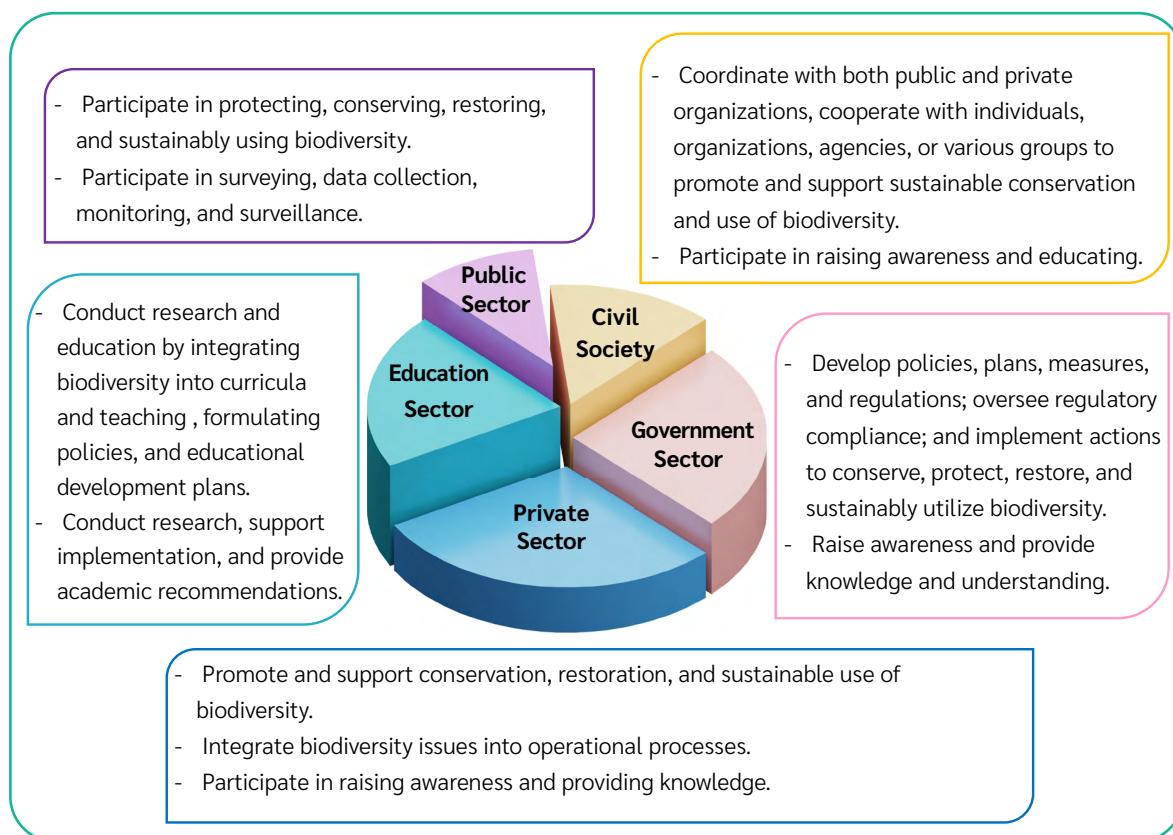 - Participate in protecting, conserving, restoring,
and sustainably using biodiversity.
- Participate in surveying, data collection,
monitoring, and surveillance.
- Coordinate with both public and private
organizations, cooperate with individuals,
organizations, agencies, or various groups to
promote and support sustainable conservation
and use of biodiversity.
- Participate in raising awareness and educating.
- Conduct research and
education by integrating
biodiversity into curricula
and teaching , formulating
policies, and educational
development plans.
- Conduct research, support
implementation, and provide
academic recommendations.
Public
Sector
Civil
Society
Education
Sector
Government
Sector
Private
Sector
- Develop policies, plans, measures,
and regulations; oversee regulatory
compliance; and implement actions
to conserve, protect, restore, and
sustainably utilize biodiversity.
- Raise awareness and provide
knowledge and understanding.
- Promote and support conservation, restoration, and sustainable use of
biodiversity.
- Integrate biodiversity issues into operational processes.
- Participate in raising awareness and providing knowledge.